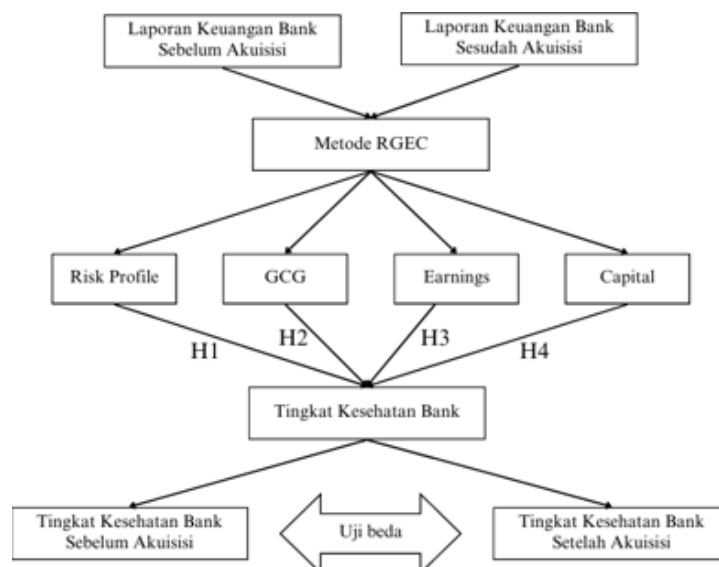 Laporan Keuangan Bank
Sebelum Akuisisi
Laporan Keuangan Bank
Sesudah Akuisisi
Metode RGEC
Risk Profile
GCG
Earnings
Capital
H1
H2
H3
H4
Tingkat Kesehatan Bank
Tingkat Kesehatan Bank
Sebelum Akuisisi
Uji beda
Tingkat Kesehatan Bank
Setelah Akuisisi